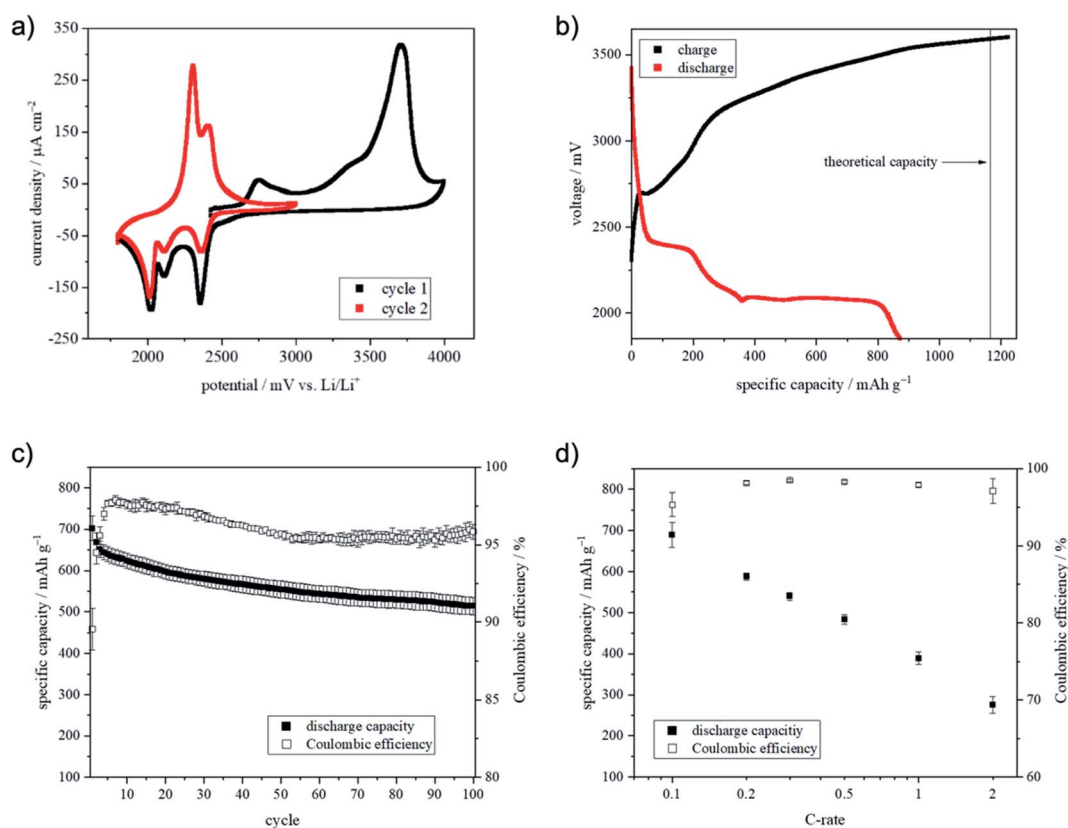 a)
350
250
150
50
-50
-150
-250
current density / μA cm⁻²
2000 2500 3000 3500 4000
potential / mV vs. Li/Li⁺
cycle 1
cycle 2
b)
3500
3000
2500
2000
voltage / mV
charge
discharge
theoretical capacity
0 200 400 600 800 1000 1200
specific capacity / mAh g⁻¹
c)
800
700
600
500
400
300
200
100
specific capacity / mAh g⁻¹
100
95
90
85
80
Coulombic efficiency / %
discharge capacity
Coulombic efficiency
10 20 30 40 50 60 70 80 90 100
cycle
d)
800
700
600
500
400
300
200
100
specific capacity / mAh g⁻¹
100
90
80
70
60
Coulombic efficiency / %
discharge capacitiy
Coulombic efficiency
0.1 0.2 0.5 1 2
C-rate